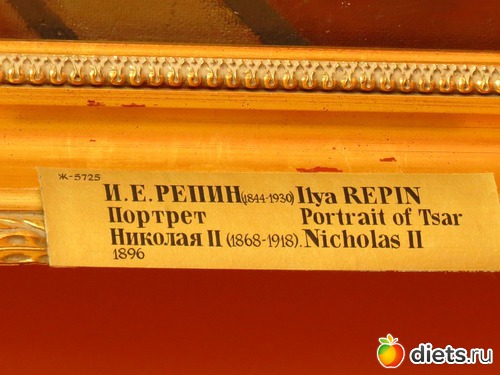 Ж-5725
И.Е.РЕПИН(1844-1930) Ilya REPIN
Портрет Portrait of Tsar
Николая II (1868-1918). Nicholas II
1896
diets.ru